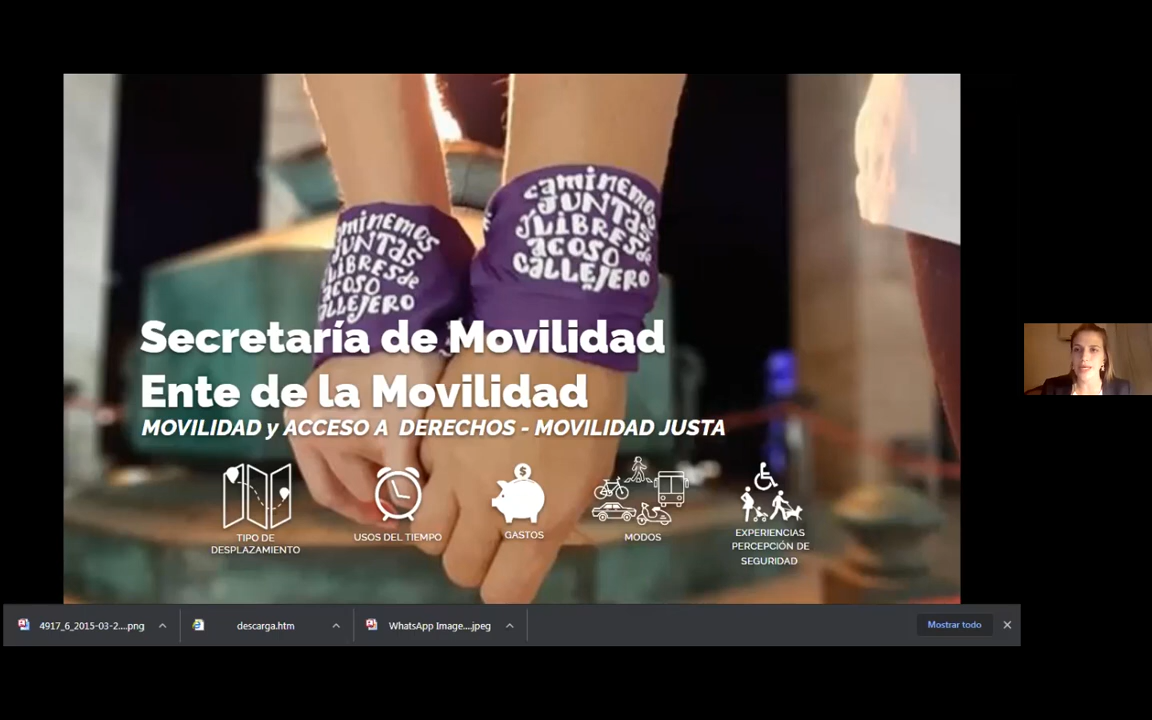 caminemos
JUNTas
y LIBRES de
acoso
caLLEJERO
caminemos
JUNTas
LIBRES de
acoso
caLLEJERO
Secretaría de Movilidad
Ente de la Movilidad
MOVILIDAD y ACCESO A DERECHOS - MOVILIDAD JUSTA
$
TIPO DE
DESPLAZAMIENTO
USOS DEL TIEMPO
GASTOS
MODOS
EXPERIENCIAS
PERCEPCIÓN DE
SEGURIDAD
4917_6_2015-03-2....png
descarga.htm
WhatsApp Image....jpeg
Mostrar todo